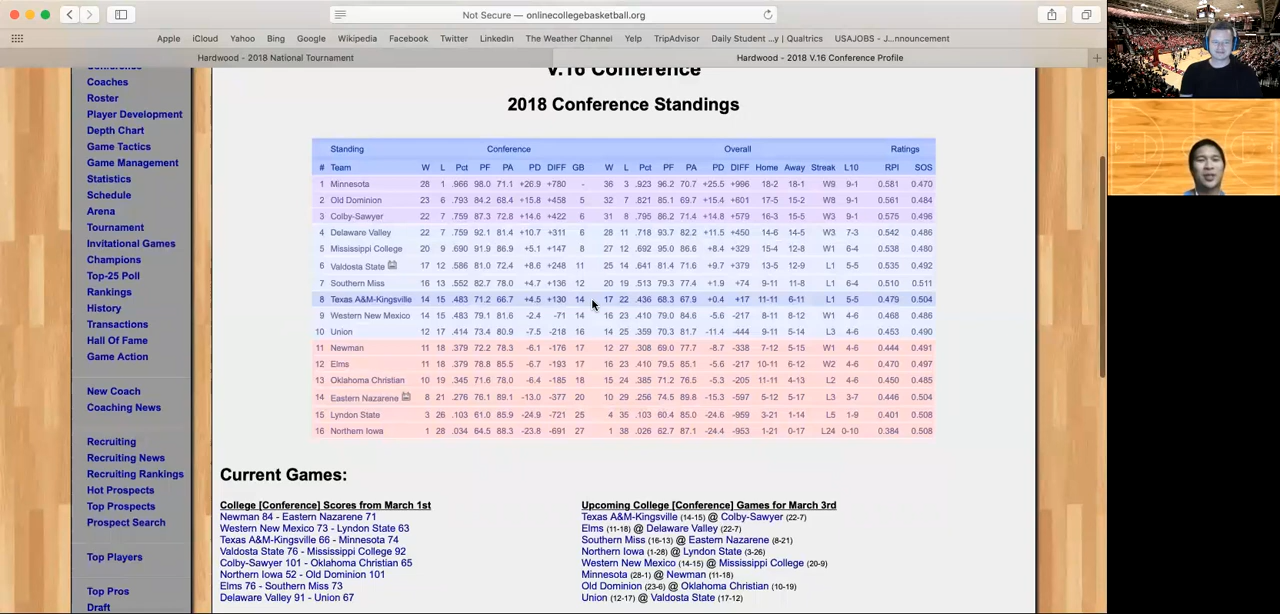 Not Secure — onlinecollegebasketball.org
Apple iCloud Yahoo Bing Google Wikipedia Facebook Twitter LinkedIn The Weather Channel Yelp TripAdvisor Daily Student ...y | Qualtrics USAJOBS - J...nnouncement
Hardwood - 2018 National Tournament Hardwood - 2018 V.16 Conference Profile
Conference
Coaches
Roster
Player Development
Depth Chart
Game Tactics
Game Management
Statistics
Schedule
Arena
Tournament
Invitational Games
Champions
Top-25 Poll
Rankings
History
Transactions
Hall Of Fame
Game Action
New Coach
Coaching News
Recruiting
Recruiting News
Recruiting Rankings
Hot Prospects
Top Prospects
Prospect Search
Top Players
Top Pros
Draft
V.16 Conference
2018 Conference Standings
Standing Conference Overall Ratings
# Team W L Pct PF PA PD DIFF GB W L Pct PF PA PD DIFF Home Away Streak L10 RPI SOS
1 Minnesota 28 1 .966 98.0 71.1 +26.9 +780 - 36 3 .923 96.2 70.7 +25.5 +996 18-2 18-1 W9 9-1 0.581 0.470
2 Old Dominion 23 6 .793 84.2 68.4 +15.8 +458 5 32 7 .821 85.1 69.7 +15.4 +601 17-5 15-2 W8 9-1 0.561 0.484
3 Colby-Sawyer 22 7 .759 87.3 72.8 +14.6 +422 6 31 8 .795 86.2 71.4 +14.8 +579 16-3 15-5 W3 9-1 0.575 0.496
4 Delaware Valley 22 7 .759 92.1 81.4 +10.7 +311 6 28 11 .718 93.7 82.2 +11.5 +450 14-6 14-5 W3 7-3 0.542 0.486
5 Mississippi College 20 9 .690 91.9 86.9 +5.1 +147 8 27 12 .692 95.0 86.6 +8.4 +329 15-4 12-8 W1 6-4 0.538 0.480
6 Valdosta State 17 12 .586 81.0 72.4 +8.6 +248 11 25 14 .641 81.4 71.6 +9.7 +379 13-5 12-9 L1 5-5 0.535 0.492
7 Southern Miss 16 13 .552 82.7 78.0 +4.7 +136 12 20 19 .513 79.3 77.4 +1.9 +74 9-11 11-8 L1 6-4 0.510 0.511
8 Texas A&M-Kingsville 14 15 .483 71.2 66.7 +4.5 +130 14 17 22 .436 68.3 67.9 +0.4 +17 11-11 6-11 L1 5-5 0.479 0.504
9 Western New Mexico 14 15 .483 79.1 81.6 -2.4 -71 14 16 23 .410 79.0 84.6 -5.6 -217 8-11 8-12 W1 4-6 0.468 0.486
10 Union 12 17 .414 73.4 80.9 -7.5 -218 16 14 25 .359 70.3 81.7 -11.4 -444 9-11 5-14 L3 4-6 0.453 0.490
11 Newman 11 18 .379 72.2 78.3 -6.1 -176 17 12 27 .308 69.0 77.7 -8.7 -338 7-12 5-15 W1 4-6 0.444 0.491
12 Elms 11 18 .379 78.8 85.5 -6.7 -193 17 16 23 .410 79.5 85.1 -5.6 -217 10-11 6-12 W2 4-6 0.470 0.497
13 Oklahoma Christian 10 19 .345 71.6 78.0 -6.4 -185 18 15 24 .385 71.2 76.5 -5.3 -205 11-11 4-13 L2 4-6 0.450 0.485
14 Eastern Nazarene 8 21 .276 76.1 89.1 -13.0 -377 20 10 29 .256 74.5 89.8 -15.3 -597 5-12 5-17 L3 3-7 0.446 0.504
15 Lyndon State 3 26 .103 61.0 85.9 -24.9 -721 25 4 35 .103 60.4 85.0 -24.6 -959 3-21 1-14 L5 1-9 0.401 0.508
16 Northern Iowa 1 28 .034 64.5 88.3 -23.8 -691 27 1 38 .026 62.7 87.1 -24.4 -953 1-21 0-17 L24 0-10 0.384 0.508
Current Games:
College [Conference] Scores from March 1st
Newman 84 - Eastern Nazarene 71
Western New Mexico 73 - Lyndon State 63
Texas A&M-Kingsville 66 - Minnesota 74
Valdosta State 76 - Mississippi College 92
Colby-Sawyer 101 - Oklahoma Christian 65
Northern Iowa 52 - Old Dominion 101
Elms 76 - Southern Miss 73
Delaware Valley 91 - Union 67
Upcoming College [Conference] Games for March 3rd
Texas A&M-Kingsville (14-15) @ Colby-Sawyer (22-7)
Elms (11-18) @ Delaware Valley (22-7)
Southern Miss (16-13) @ Eastern Nazarene (8-21)
Northern Iowa (1-28) @ Lyndon State (3-26)
Western New Mexico (14-15) @ Mississippi College (20-9)
Minnesota (28-1) @ Newman (11-18)
Old Dominion (23-6) @ Oklahoma Christian (10-19)
Union (12-17) @ Valdosta State (17-12)